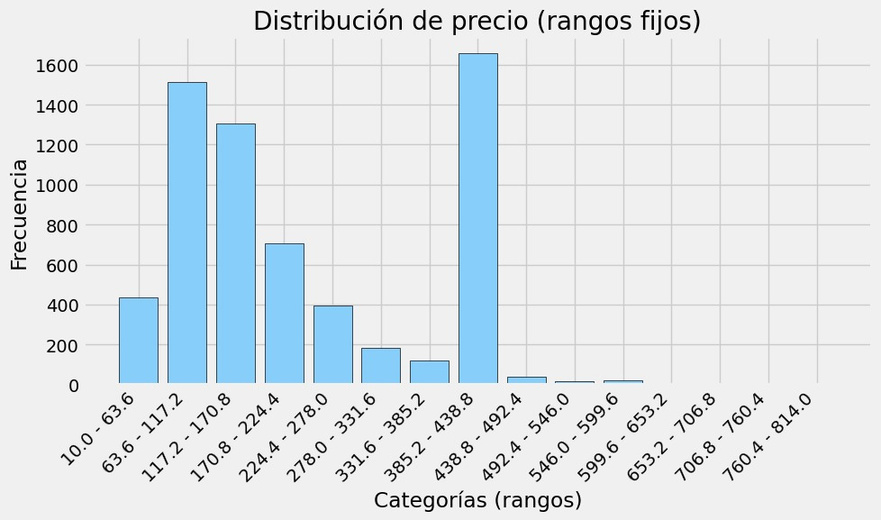 Distribución de precio (rangos fijos)
Frecuencia
1600
1400
1200
1000
800
600
400
200
0
10.0 - 63.6
63.6 - 117.2
117.2 - 170.8
170.8 - 224.4
224.4 - 278.0
278.0 - 331.6
331.6 - 385.2
385.2 - 438.8
438.8 - 492.4
492.4 - 546.0
546.0 - 599.6
599.6 - 653.2
653.2 - 706.8
706.8 - 760.4
760.4 - 814.0
Categorías (rangos)